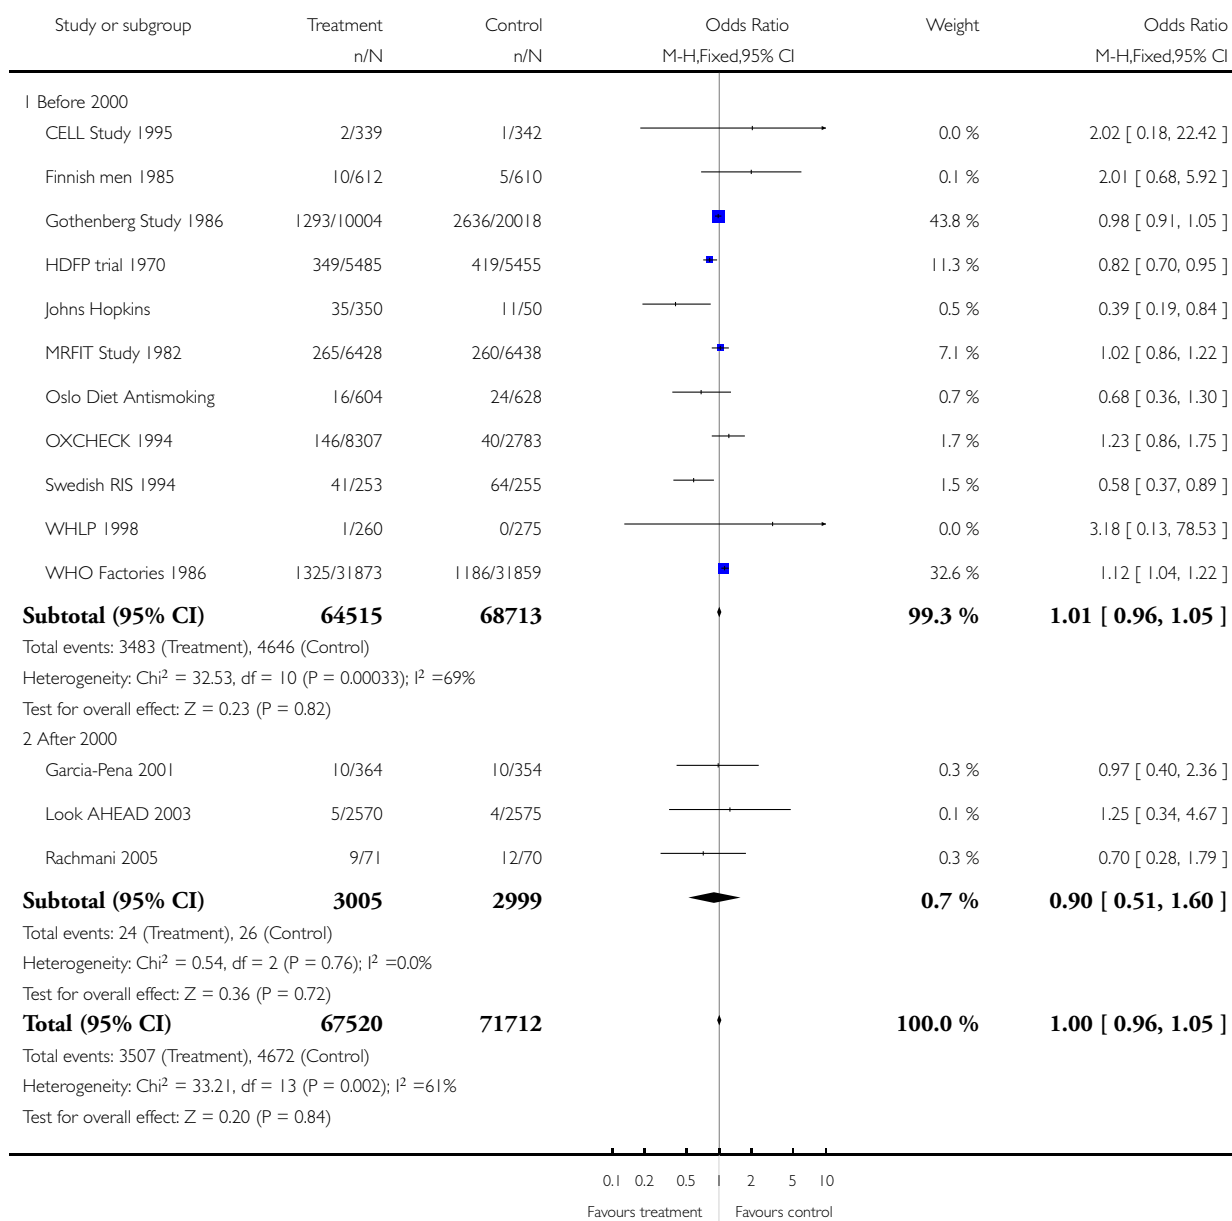 Study or subgroup Treatment Control Odds Ratio Weight Odds Ratio
n/N n/N M-H,Fixed,95% CI M-H,Fixed,95% CI
1 Before 2000
CELL Study 1995 2/339 1/342 0.0 % 2.02 [ 0.18, 22.42 ]
Finnish men 1985 10/612 5/610 0.1 % 2.01 [ 0.68, 5.92 ]
Gothenberg Study 1986 1293/10004 2636/20018 43.8 % 0.98 [ 0.91, 1.05 ]
HDFP trial 1970 349/5485 419/5455 11.3 % 0.82 [ 0.70, 0.95 ]
Johns Hopkins 35/350 11/50 0.5 % 0.39 [ 0.19, 0.84 ]
MRFIT Study 1982 265/6428 260/6438 7.1 % 1.02 [ 0.86, 1.22 ]
Oslo Diet Antismoking 16/604 24/628 0.7 % 0.68 [ 0.36, 1.30 ]
OXCHECK 1994 146/8307 40/2783 1.7 % 1.23 [ 0.86, 1.75 ]
Swedish RIS 1994 41/253 64/255 1.5 % 0.58 [ 0.37, 0.89 ]
WHLP 1998 1/260 0/275 0.0 % 3.18 [ 0.13, 78.53 ]
WHO Factories 1986 1325/31873 1186/31859 32.6 % 1.12 [ 1.04, 1.22 ]
Subtotal (95% CI) 64515 68713 99.3 % 1.01 [ 0.96, 1.05 ]
Total events: 3483 (Treatment), 4646 (Control)
Heterogeneity: Chi² = 32.53, df = 10 (P = 0.00033); I² =69%
Test for overall effect: Z = 0.23 (P = 0.82)
2 After 2000
Garcia-Pena 2001 10/364 10/354 0.3 % 0.97 [ 0.40, 2.36 ]
Look AHEAD 2003 5/2570 4/2575 0.1 % 1.25 [ 0.34, 4.67 ]
Rachmani 2005 9/71 12/70 0.3 % 0.70 [ 0.28, 1.79 ]
Subtotal (95% CI) 3005 2999 0.7 % 0.90 [ 0.51, 1.60 ]
Total events: 24 (Treatment), 26 (Control)
Heterogeneity: Chi² = 0.54, df = 2 (P = 0.76); I² =0.0%
Test for overall effect: Z = 0.36 (P = 0.72)
Total (95% CI) 67520 71712 100.0 % 1.00 [ 0.96, 1.05 ]
Total events: 3507 (Treatment), 4672 (Control)
Heterogeneity: Chi² = 33.21, df = 13 (P = 0.002); I² =61%
Test for overall effect: Z = 0.20 (P = 0.84)
0.1 0.2 0.5 1 2 5 10
Favours treatment Favours control